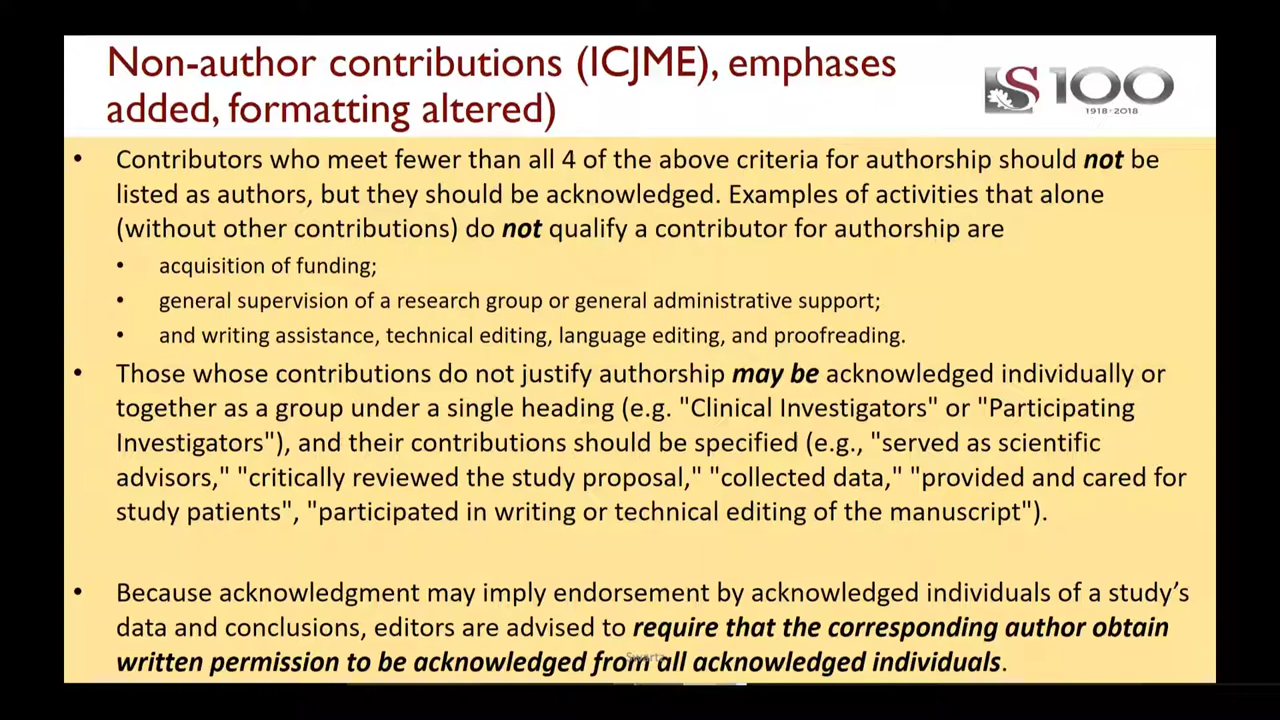 Non-author contributions (ICJME), emphases
added, formatting altered)
S 100
1918-2018
• Contributors who meet fewer than all 4 of the above criteria for authorship should not be
listed as authors, but they should be acknowledged. Examples of activities that alone
(without other contributions) do not qualify a contributor for authorship are
• acquisition of funding;
• general supervision of a research group or general administrative support;
• and writing assistance, technical editing, language editing, and proofreading.
• Those whose contributions do not justify authorship may be acknowledged individually or
together as a group under a single heading (e.g. "Clinical Investigators" or "Participating
Investigators"), and their contributions should be specified (e.g., "served as scientific
advisors," "critically reviewed the study proposal," "collected data," "provided and cared for
study patients", "participated in writing or technical editing of the manuscript").
• Because acknowledgment may imply endorsement by acknowledged individuals of a study’s
data and conclusions, editors are advised to require that the corresponding author obtain
written permission to be acknowledged from all acknowledged individuals.